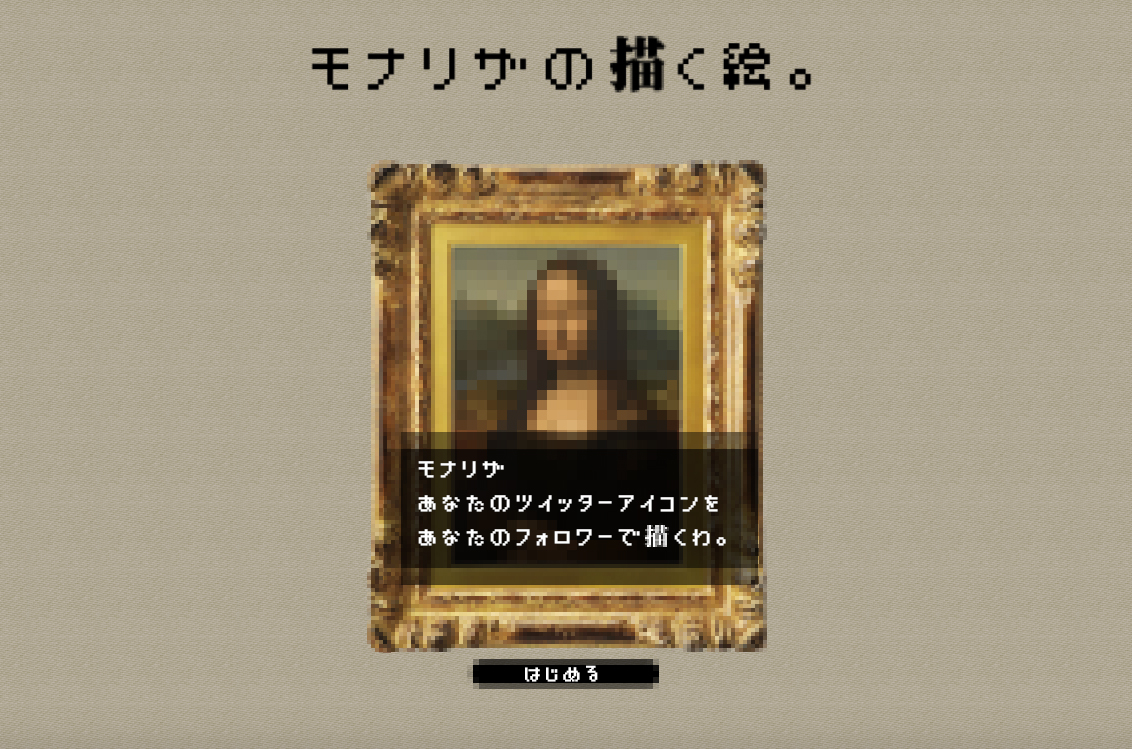 モナリザの描く絵。
モナリザ
あなたのツイッターアイコンを
あなたのフォロワーで描くわ。
はじめる